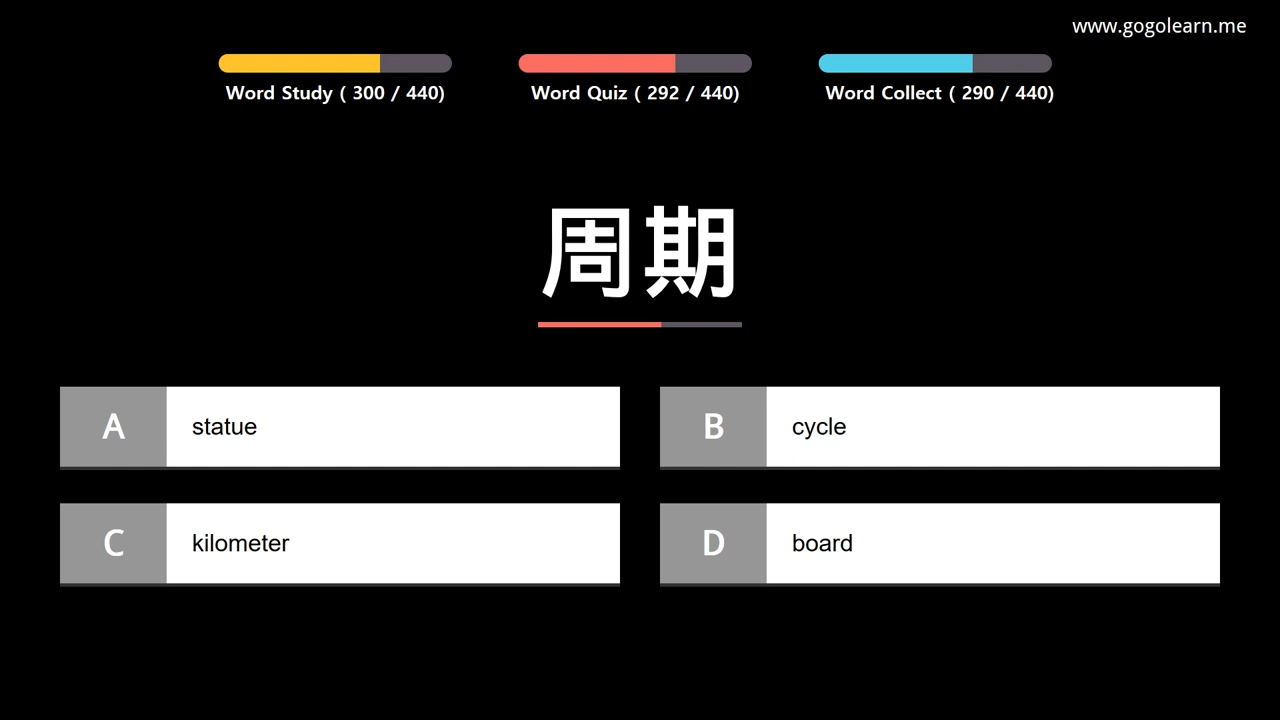 www.gogolearn.me
Word Study ( 300 / 440)
Word Quiz ( 292 / 440)
Word Collect ( 290 / 440)
周期
A statue
B cycle
C kilometer
D board